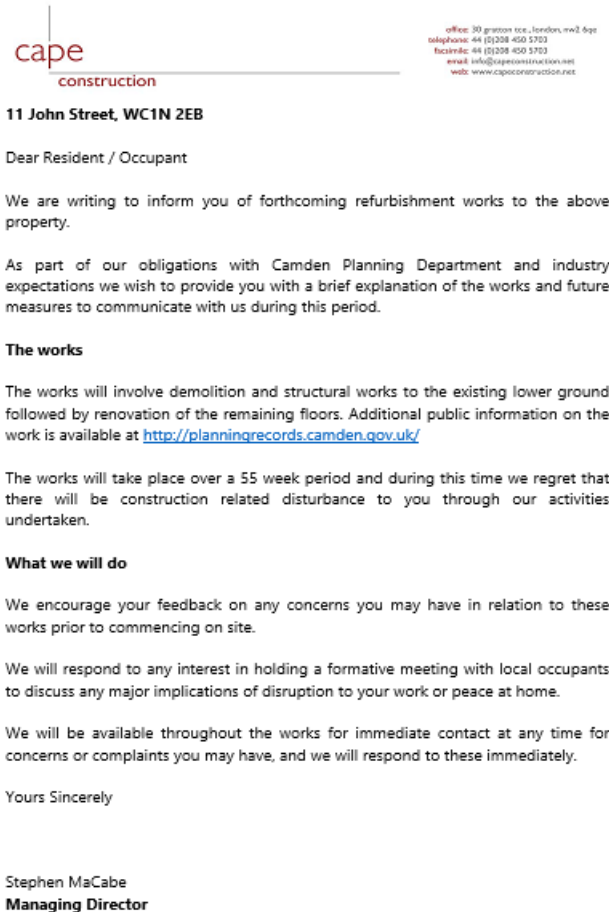 cape
construction
office: 30 gratton tce., london, nw2 6qe
telephone: 44 (0)208 450 5703
facsimile: 44 (0)208 450 5703
email: info@capeconstruction.net
web: www.capeconstruction.net
11 John Street, WC1N 2EB
Dear Resident / Occupant
We are writing to inform you of forthcoming refurbishment works to the above
property.
As part of our obligations with Camden Planning Department and industry
expectations we wish to provide you with a brief explanation of the works and future
measures to communicate with us during this period.
The works
The works will involve demolition and structural works to the existing lower ground
followed by renovation of the remaining floors. Additional public information on the
work is available at http://planningrecords.camden.gov.uk/
The works will take place over a 55 week period and during this time we regret that
there will be construction related disturbance to you through our activities
undertaken.
What we will do
We encourage your feedback on any concerns you may have in relation to these
works prior to commencing on site.
We will respond to any interest in holding a formative meeting with local occupants
to discuss any major implications of disruption to your work or peace at home.
We will be available throughout the works for immediate contact at any time for
concerns or complaints you may have, and we will respond to these immediately.
Yours Sincerely
Stephen MaCabe
Managing Director